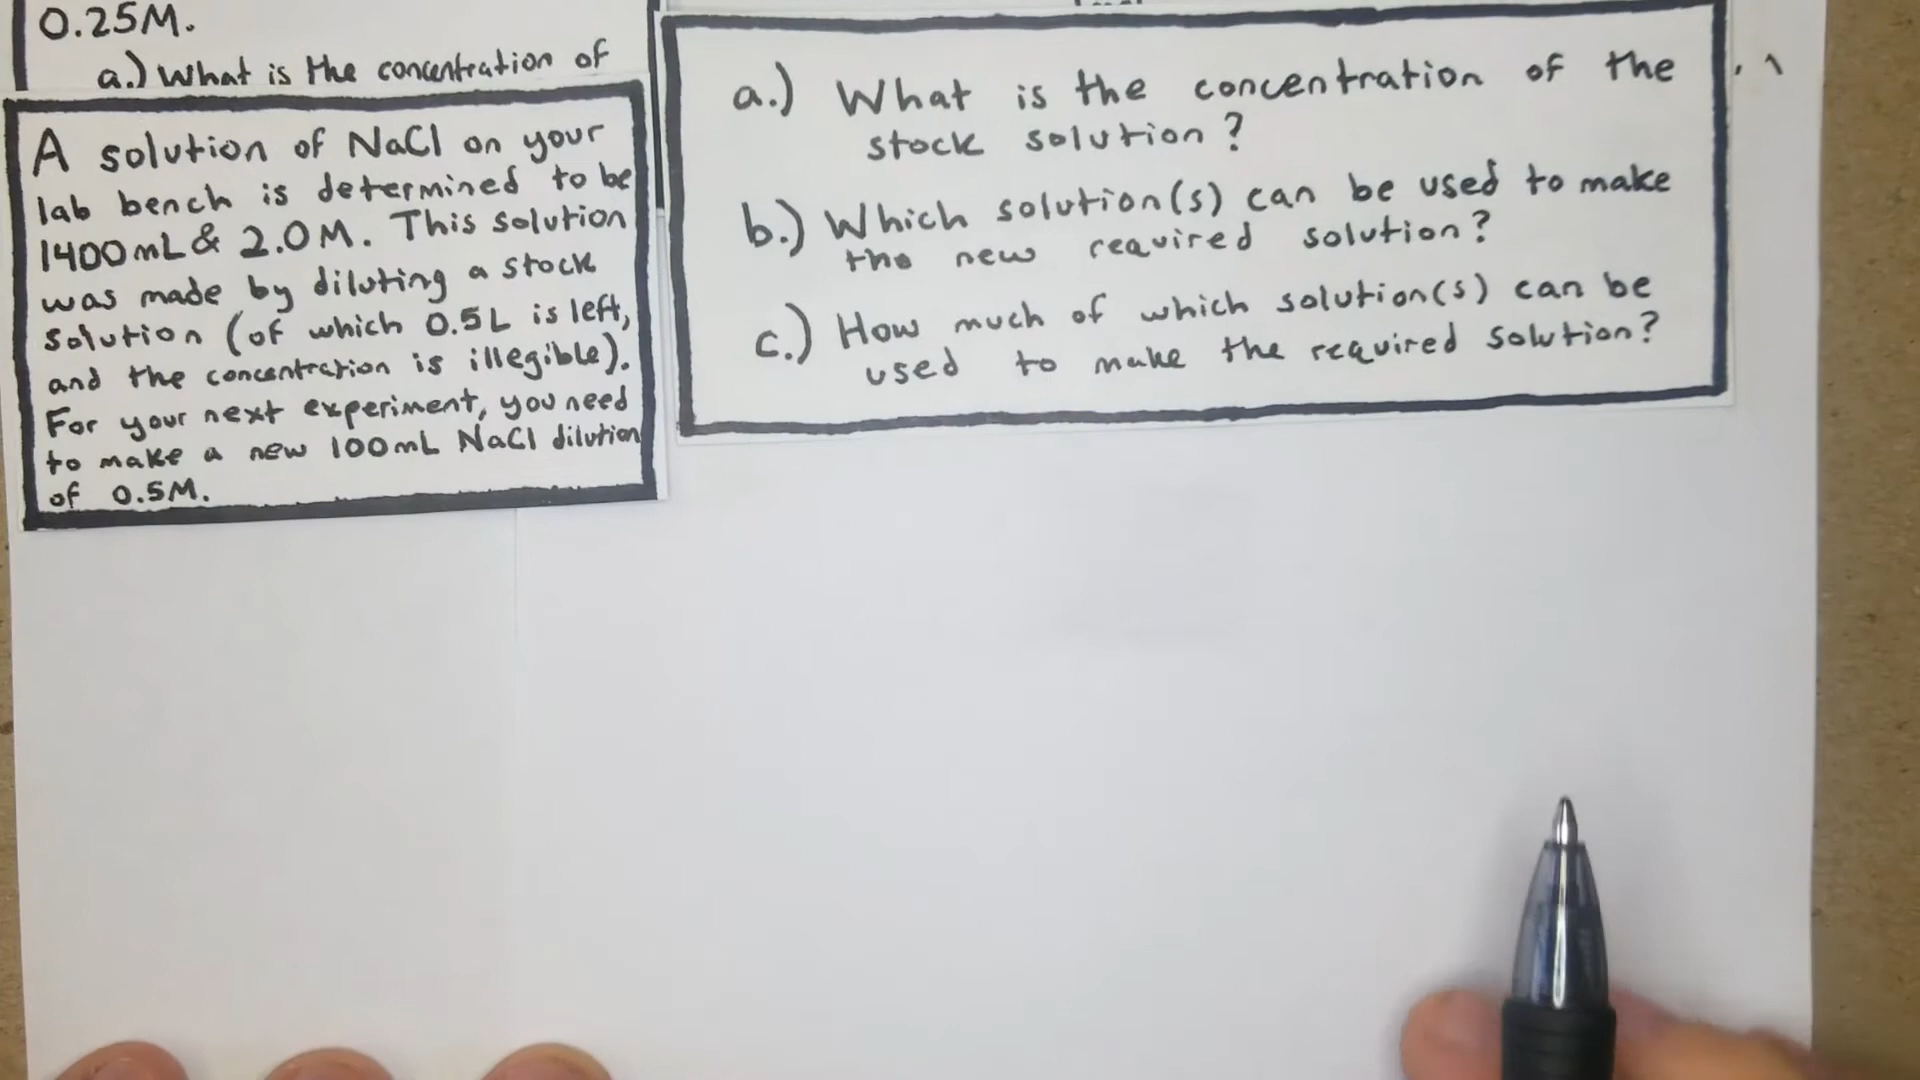 0.25M.
a.) What is the concentration of
A solution of NaCl on your
lab bench is determined to be
1400mL & 2.0M. This solution
was made by diluting a stock
solution (of which 0.5L is left,
and the concentration is illegible).
For your next experiment, you need
to make a new 100mL NaCl dilution
of 0.5M.
a.) What is the concentration of the
stock solution?
b.) Which solution(s) can be used to make
the new required solution?
c.) How much of which solution(s) can be
used to make the required solution?